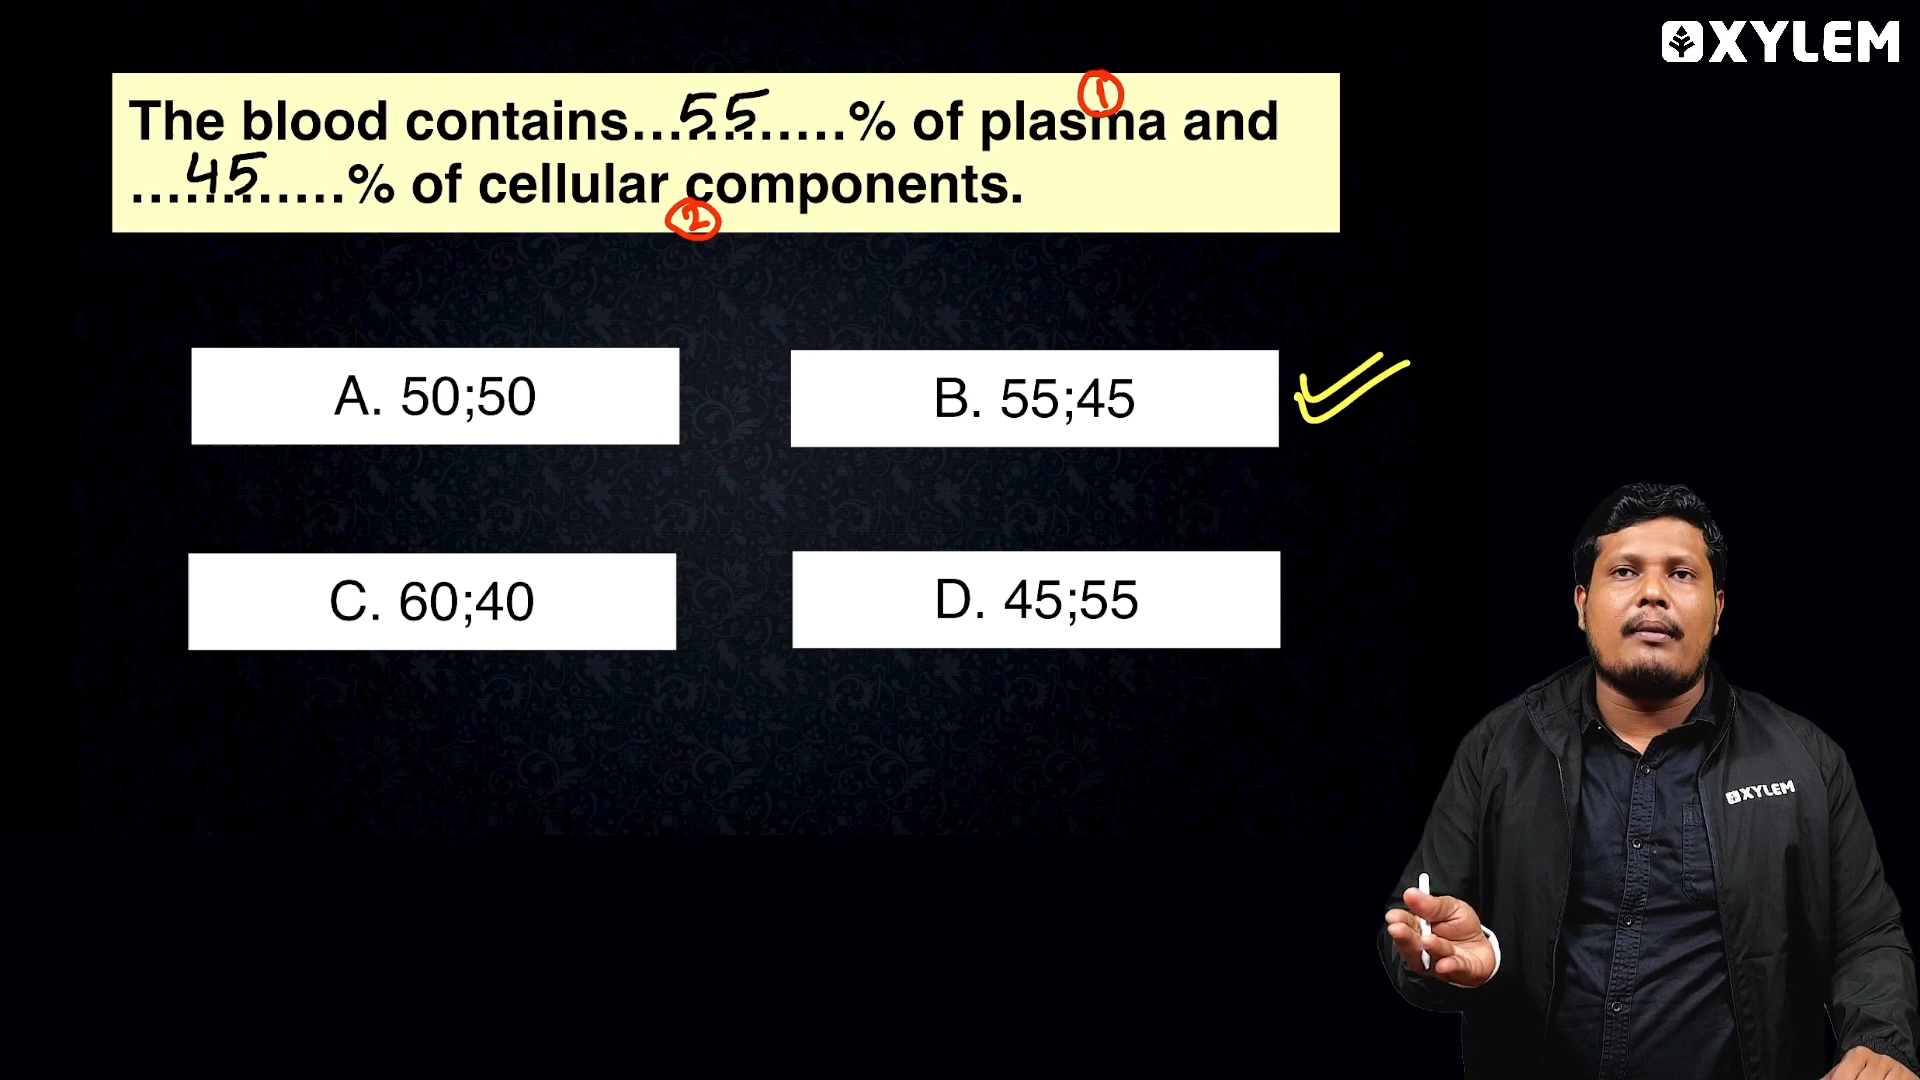 XYLEM
1
The blood contains...55...% of plasma and
...45...% of cellular components.
2
A. 50;50
B. 55;45
C. 60;40
D. 45;55
XYLEM